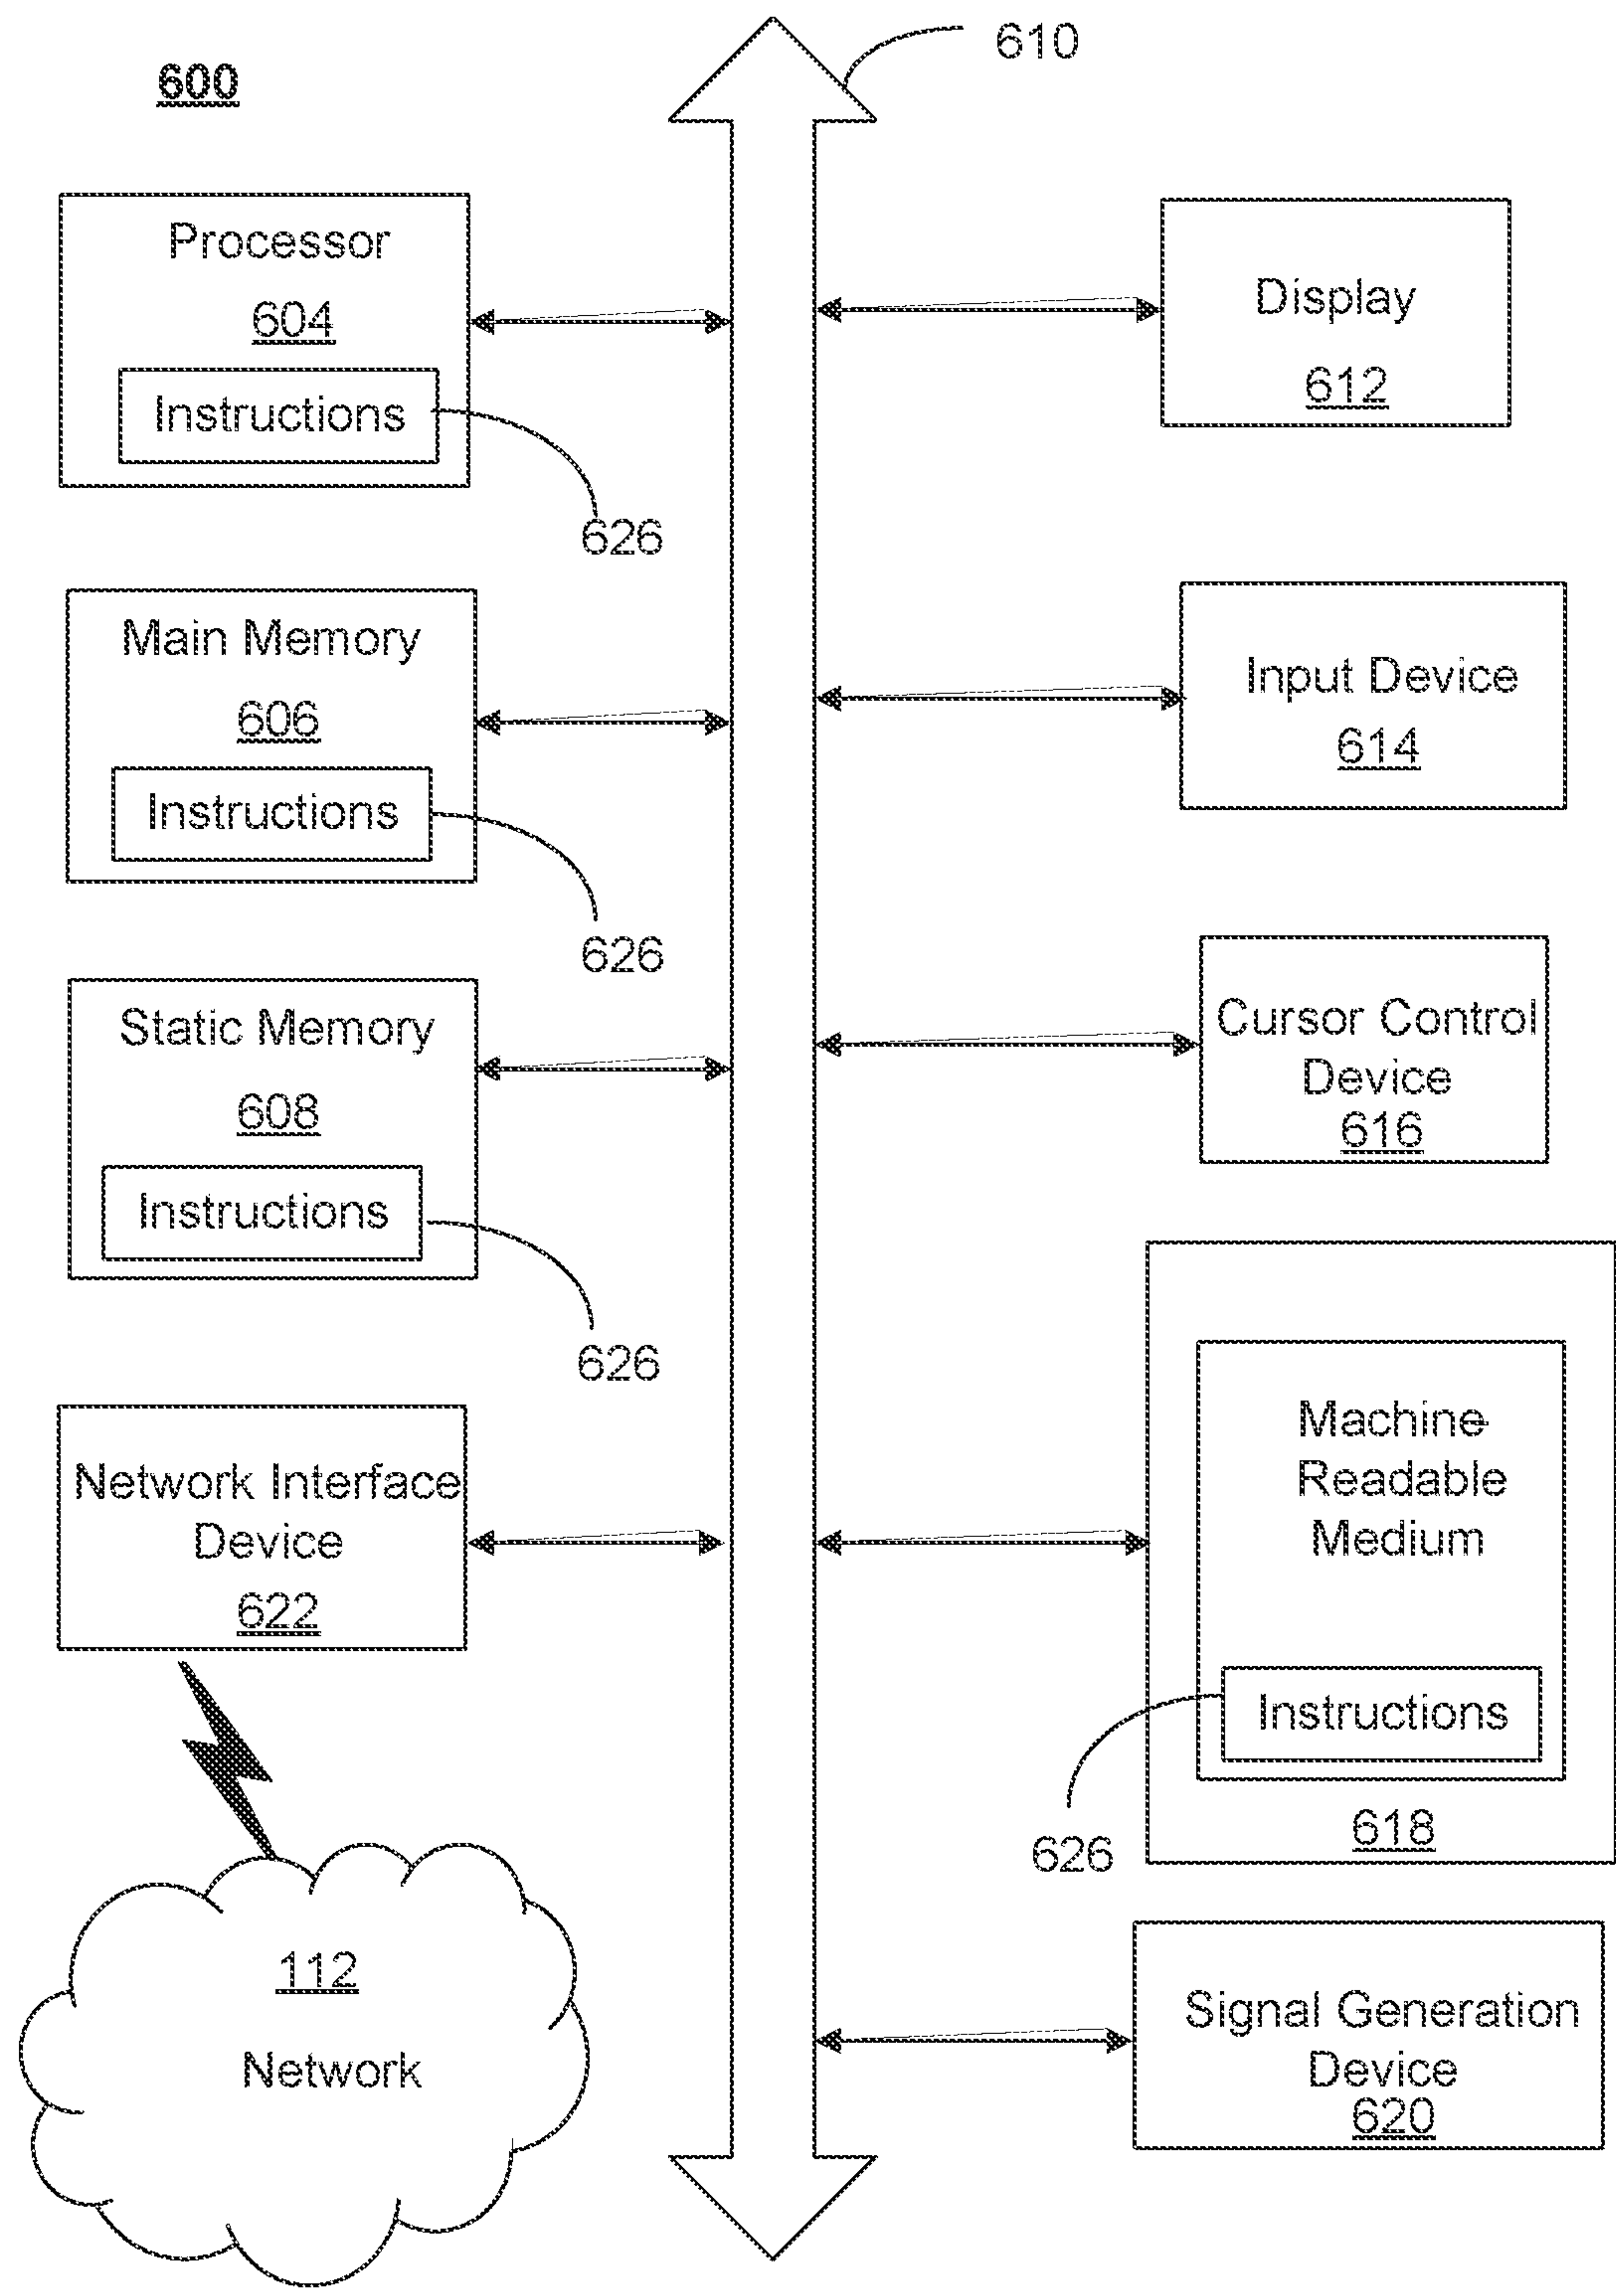 600
610
Processor
604
Instructions
626
Main Memory
606
Instructions
626
Static Memory
608
Instructions
626
Network Interface
Device
622
112
Network
Display
612
Input Device
614
Cursor Control
Device
616
Machine-
Readable
Medium
Instructions
626
618
Signal Generation
Device
620